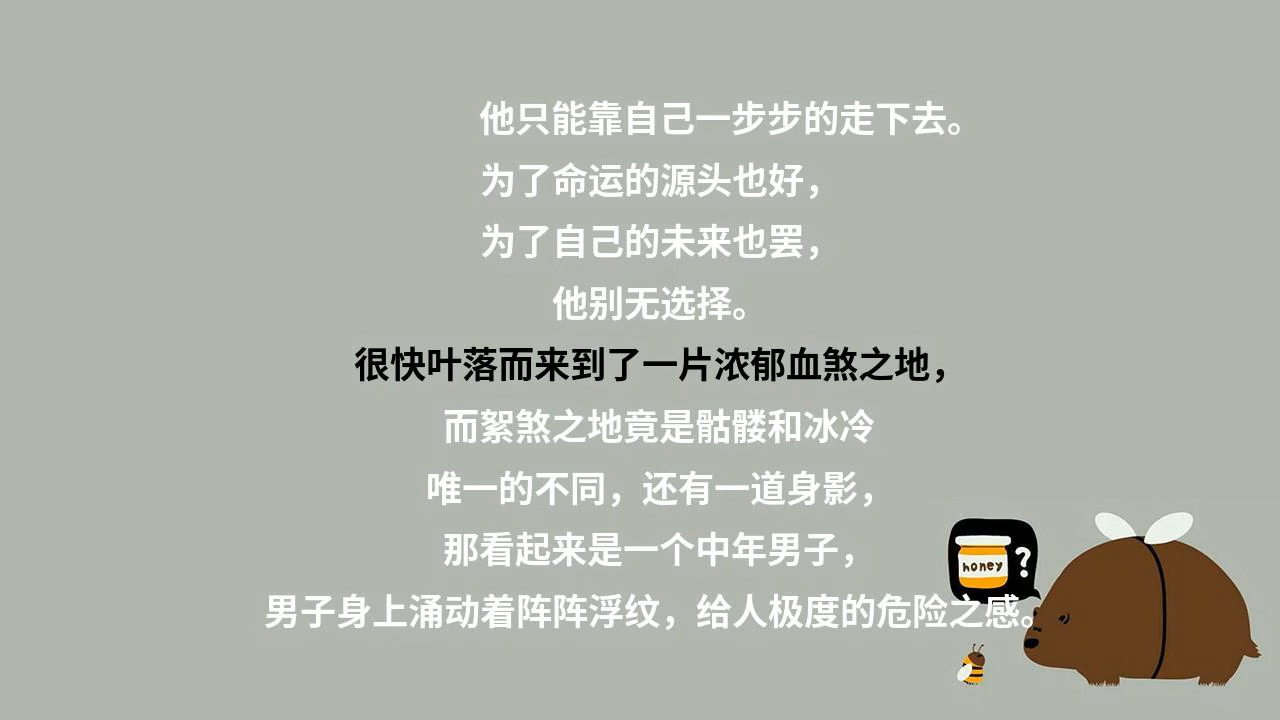 他只能靠自己一步步的走下去。
为了命运的源头也好，
为了自己的未来也罢，
他别无选择。
很快叶落而来到了一片浓郁血煞之地，
而絮煞之地竟是骷髅和冰冷
唯一的不同，还有一道身影，
那看起来是一个中年男子，
男子身上涌动着阵阵浮纹，给人极度的危险之感。
honey
?